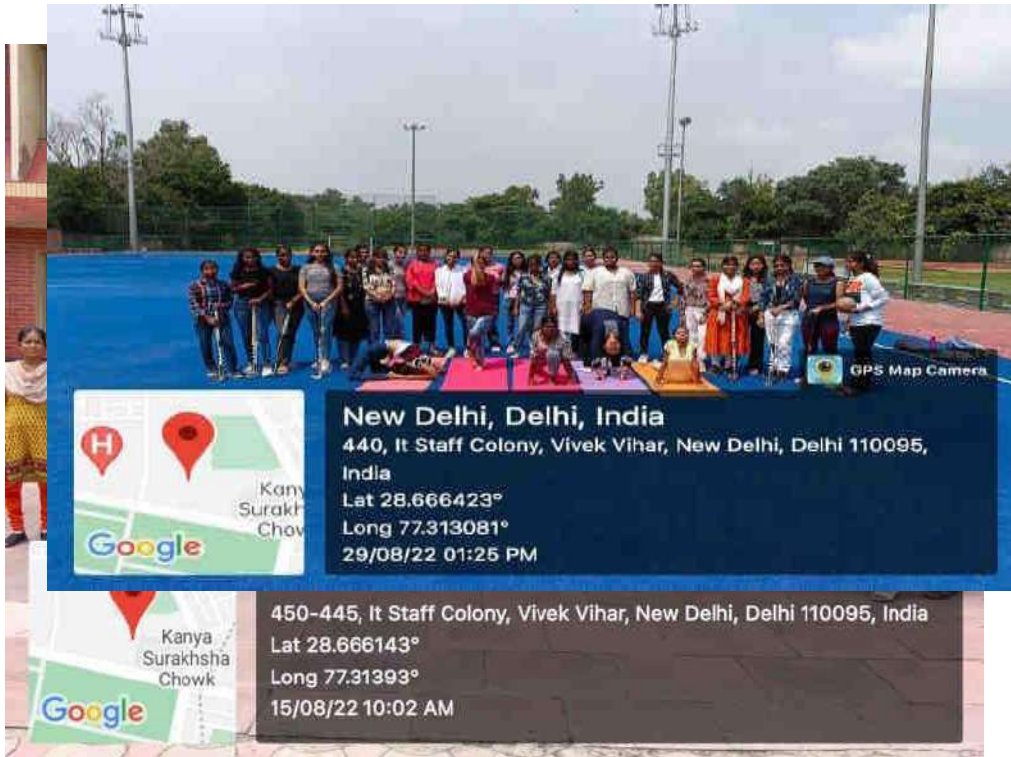 GPS Map Camera
New Delhi, Delhi, India
440, It Staff Colony, Vivek Vihar, New Delhi, Delhi 110095,
India
Lat 28.666423°
Long 77.313081°
29/08/22 01:25 PM
H
Kany
Surakh
Chov
Google
450-445, It Staff Colony, Vivek Vihar, New Delhi, Delhi 110095, India
Lat 28.666143°
Long 77.31393°
15/08/22 10:02 AM
Kanya
Surakhsha
Chowk
Google